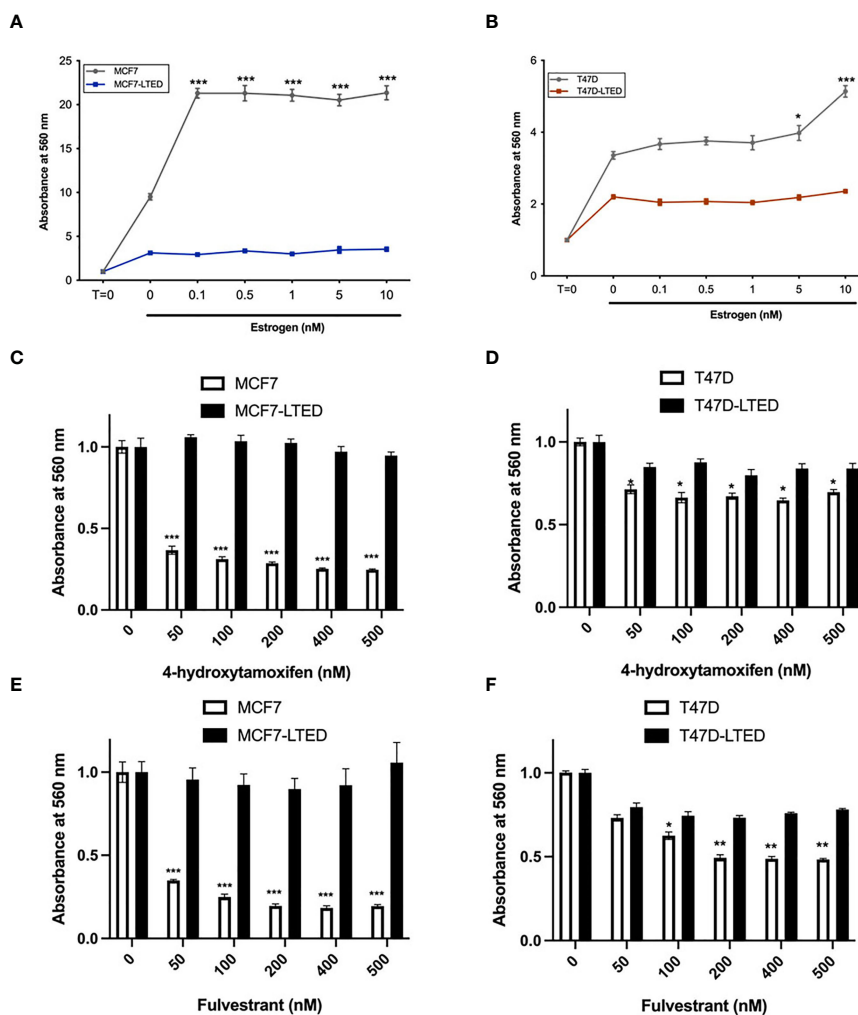 A
25
20
15
10
5
0
Absorbance at 560 nm
MCF7
MCF7-LTED
***
***
***
***
***
T=0 0 0.1 0.5 1 5 10
Estrogen (nM)
B
6
4
2
0
Absorbance at 560 nm
T47D
T47D-LTED
*
***
T=0 0 0.1 0.5 1 5 10
Estrogen (nM)
C
MCF7
MCF7-LTED
1.0
0.5
0.0
Absorbance at 560 nm
***
***
***
***
***
0 50 100 200 400 500
4-hydroxytamoxifen (nM)
D
T47D
T47D-LTED
1.0
0.5
0.0
Absorbance at 560 nm
*
*
*
*
*
0 50 100 200 400 500
4-hydroxytamoxifen (nM)
E
MCF7
MCF7-LTED
1.0
0.5
0.0
Absorbance at 560 nm
***
***
***
***
***
0 50 100 200 400 500
Fulvestrant (nM)
F
T47D
T47D-LTED
1.0
0.5
0.0
Absorbance at 560 nm
*
**
**
**
0 50 100 200 400 500
Fulvestrant (nM)